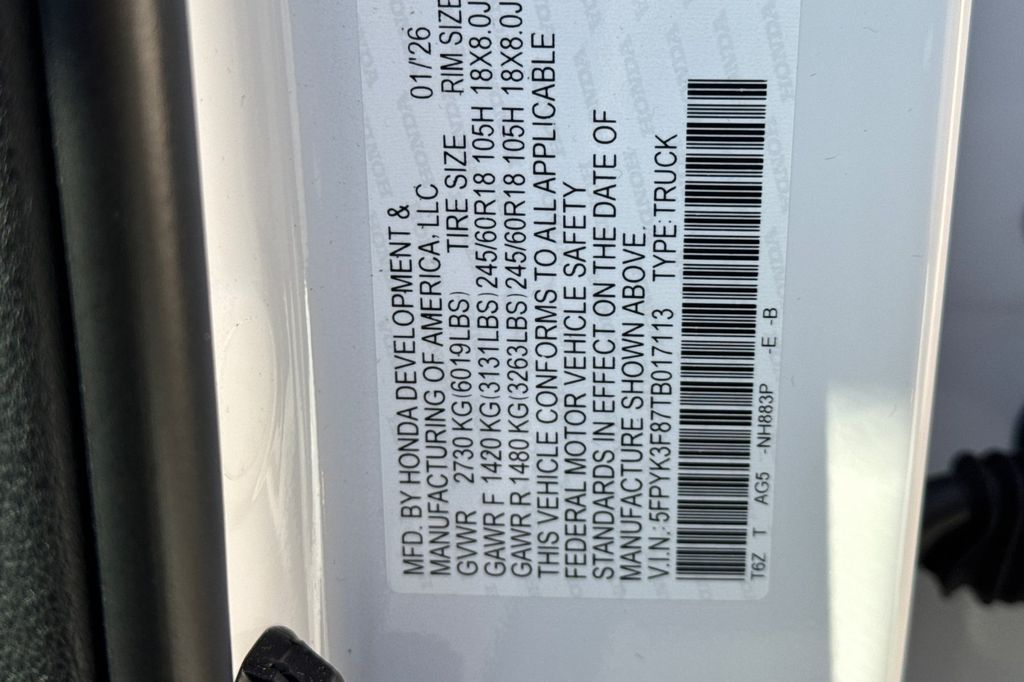 MFD. BY HONDA DEVELOPMENT &
MANUFACTURING OF AMERICA, LLC 01/'26
GVWR 2730 KG(6019LBS) TIRE SIZE RIM SIZE
GAWR F 1420 KG(3131LBS) 245/60R18 105H 18X8.0J
GAWR R 1480 KG(3263LBS) 245/60R18 105H 18X8.0J
THIS VEHICLE CONFORMS TO ALL APPLICABLE
FEDERAL MOTOR VEHICLE SAFETY
STANDARDS IN EFFECT ON THE DATE OF
MANUFACTURE SHOWN ABOVE.
V.I.N.: 5FPYK3F871B017113 TYPE: TRUCK
T6Z T AG5 -NH883P -E -B